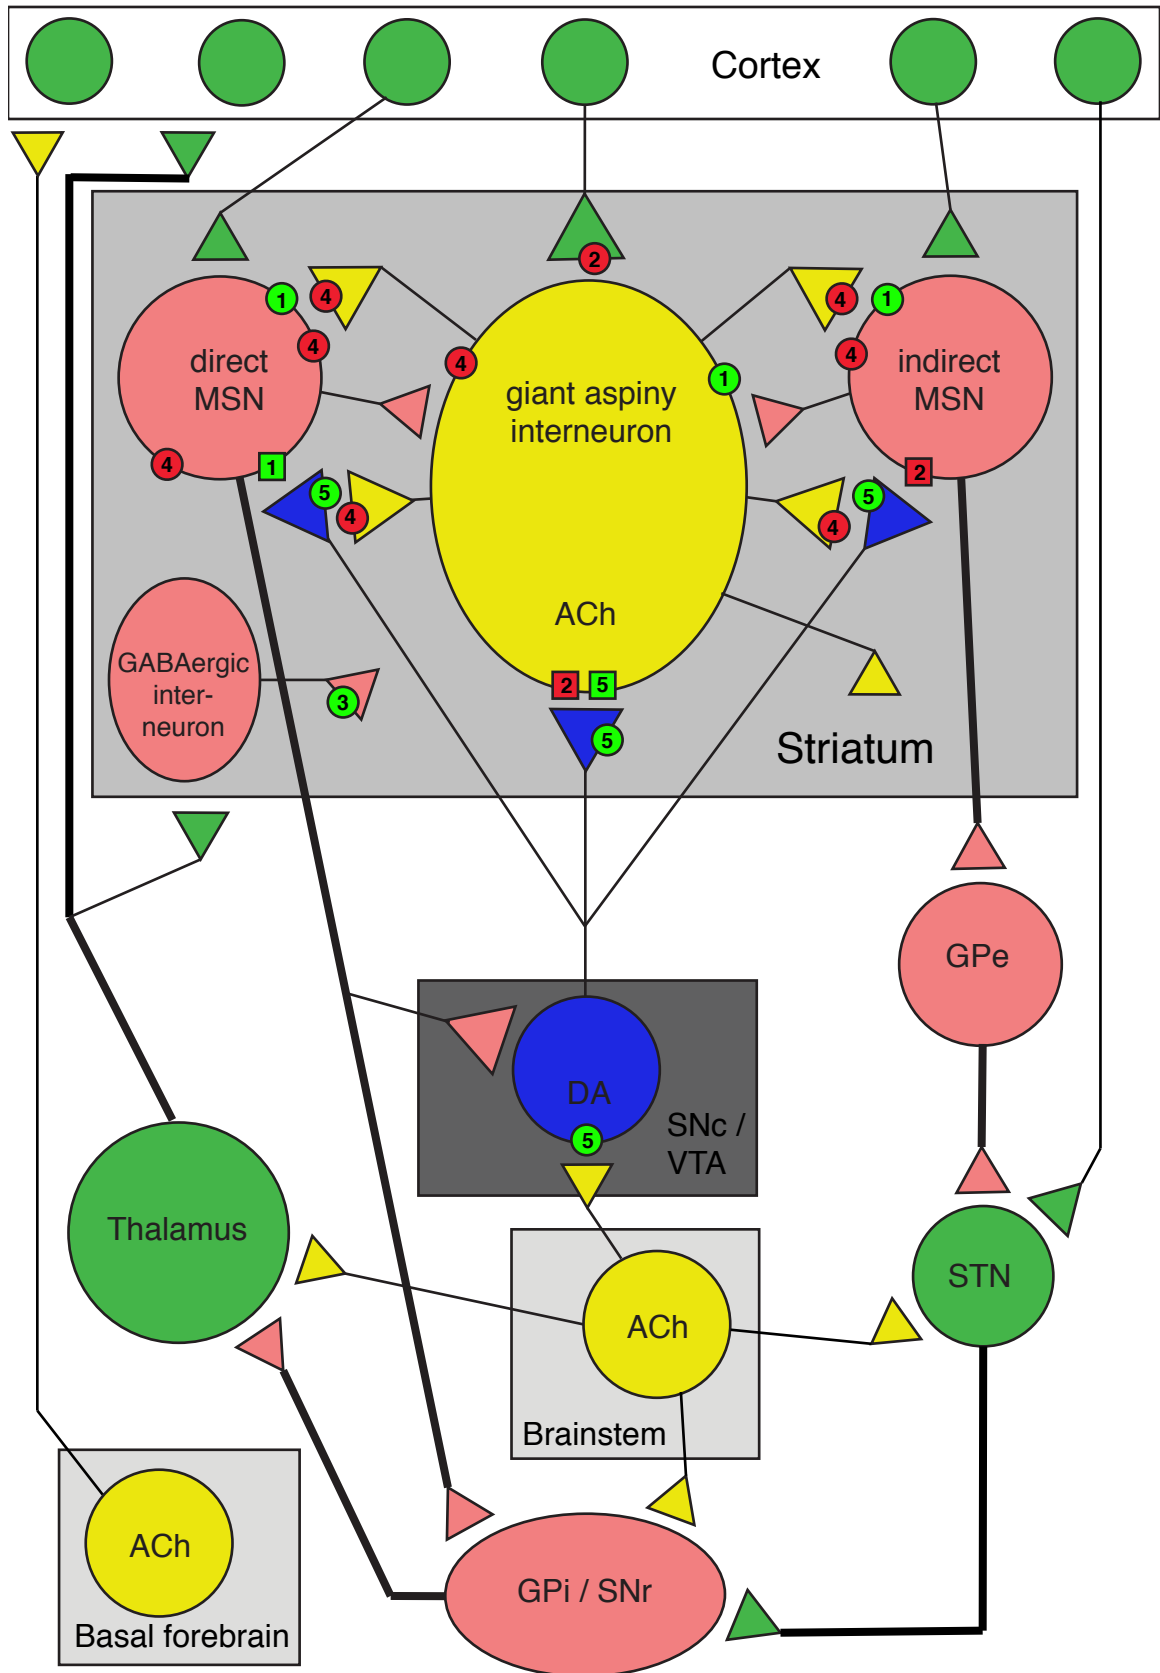 Cortex
2
1
4
4
1
4
4
4
1
direct
MSN
giant aspiny
interneuron
indirect
MSN
4
1
5
4
5
4
2
ACh
GABAergic
inter-
neuron
3
2
5
5
Striatum
GPe
DA
5
SNc /
VTA
Thalamus
STN
ACh
Brainstem
ACh
Basal forebrain
GPi / SNr